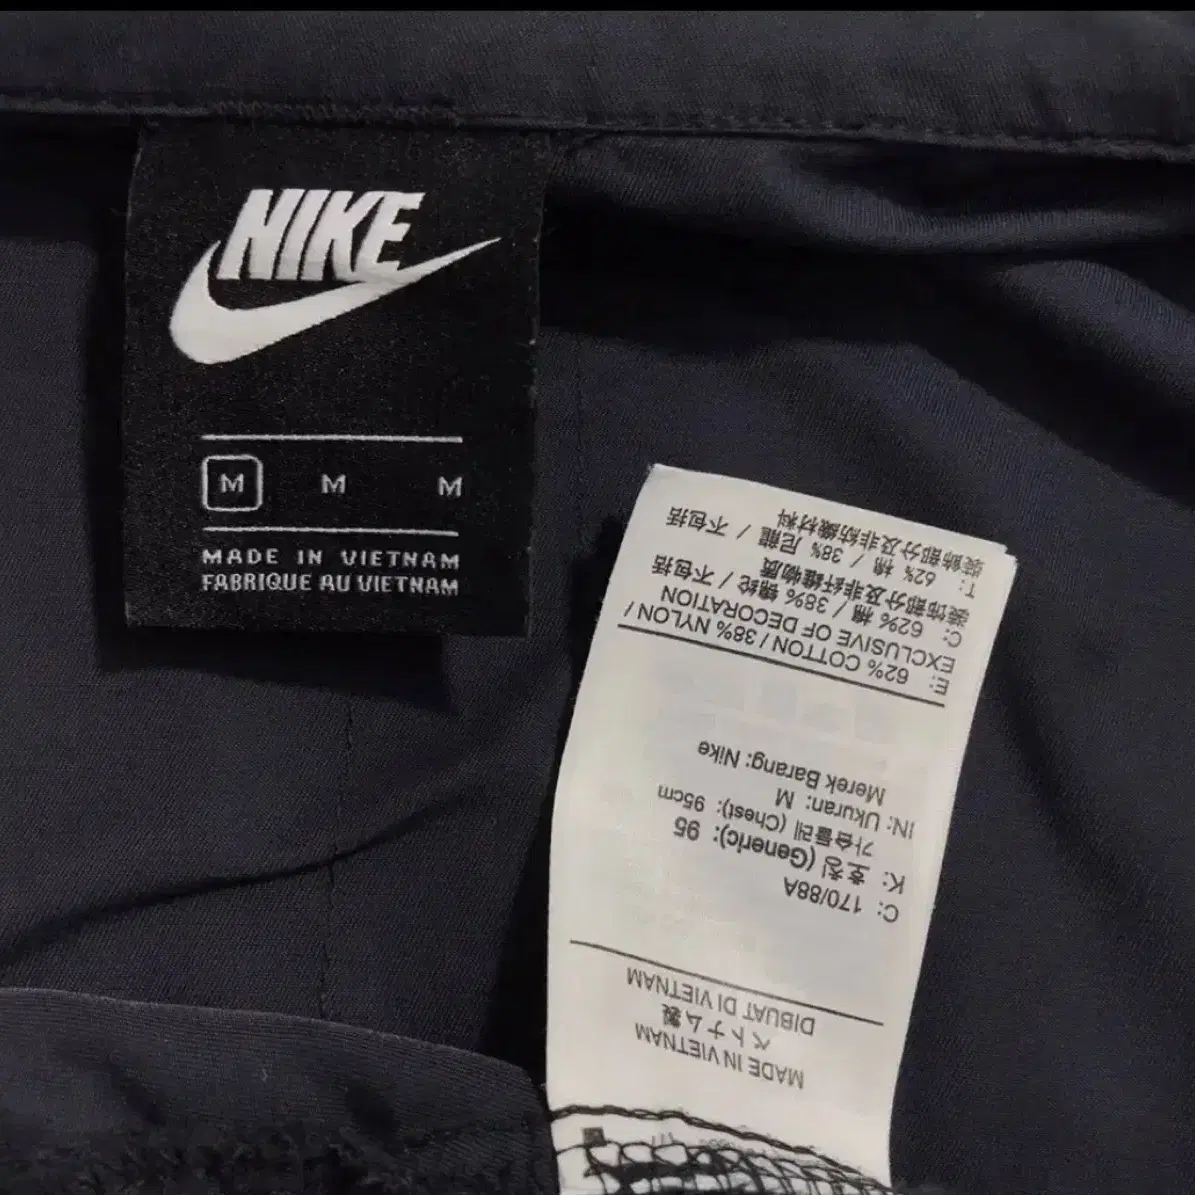 NIKE
M M M
MADE IN VIETNAM
FABRIQUE AU VIETNAM
MADE IN VIETNAM
ベトナム製
DIBUAT DI VIETNAM
C: 170/88A
K: 호칭 (Generic): 95
가슴둘레 (Chest): 95cm
IN: Ukuran: M
Merek Barang: Nike
E: 62% COTTON / 38% NYLON /
EXCLUSIVE OF DECORATION
C: 62% 棉 / 38% 锦纶 / 不包括
装饰部分及非纤维物质
T: 62% 棉 / 38% 尼龍 / 不包括
裝飾部分及非紡織材料